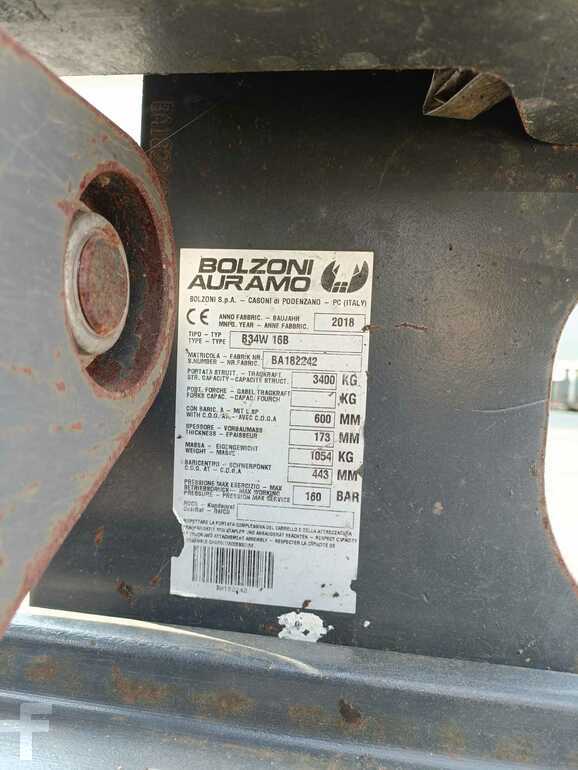 BOLZONI
AURAMO
BOLZONI S.p.A. - CASONI di PODENZANO - PC (ITALY)
CE ANNO FABBRIC. - BAUJAHR
MNFG. YEAR - ANNE FABBRIC. 2018
TIPO - TYP
TYPE - TYPE 834W 16B
MATRICOLA - FABRIK NR.
S.NUMBER - NR.FABRIC. BA182242
PORTATA STRUIT. - TRAGKRAFT
STR. CAPACITY - CAPACITY STRUCT. 3400 KG
PORT. FORCHE - GABEL TRAGKRAFT
FORKS CAPAC. - CAPAC. FOURCH KG
CON BARIC. A - MIT L.SP
WITH C.O.G. AT - AVEC C.D.G.A 600 MM
SPESSORE - VORBAUMASS
THICKNESS - EPAISSEUR 173 MM
MASSA - EIGENGEWICHT
WEIGHT - MASSE 1054 KG
BARICENTRO - SCHWERPUNKT
C.O.G. AT - C.D.G.A 443 MM
PRESSIONE MAX ESERCIZIO - MAX
BETRIEBSDRUCK - MAX WORKING
PRESSURE - PRESSION MAX SERVICE 160 BAR
F